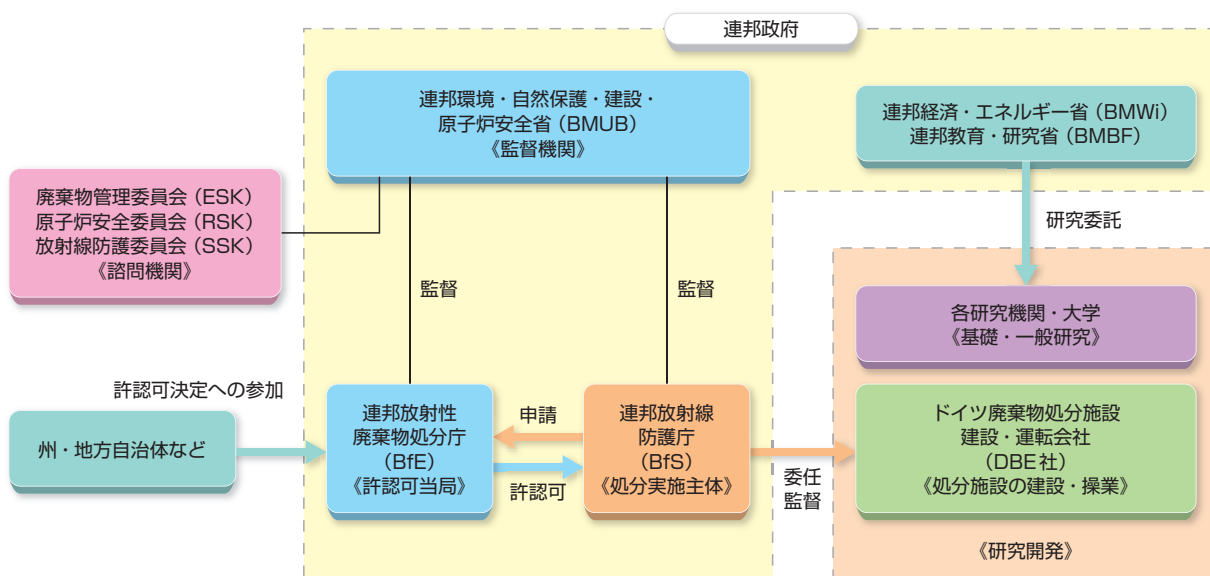 連邦政府
連邦環境・自然保護・建設・
原子炉安全省(BMUB)
《監督機関》
連邦経済・エネルギー省(BMWi)
連邦教育・研究省(BMBF)
廃棄物管理委員会(ESK)
原子炉安全委員会(RSK)
放射線防護委員会(SSK)
《諮問機関》
研究委託
監督
監督
各研究機関・大学
《基礎・一般研究》
許認可決定への参加
州・地方自治体など
連邦放射性
廃棄物処分庁
(BfE)
《許認可当局》
申請
許認可
連邦放射線
防護庁
(BfS)
《処分実施主体》
委任
監督
ドイツ廃棄物処分施設
建設・運転会社
(DBE社)
《処分施設の建設・操業》
《研究開発》